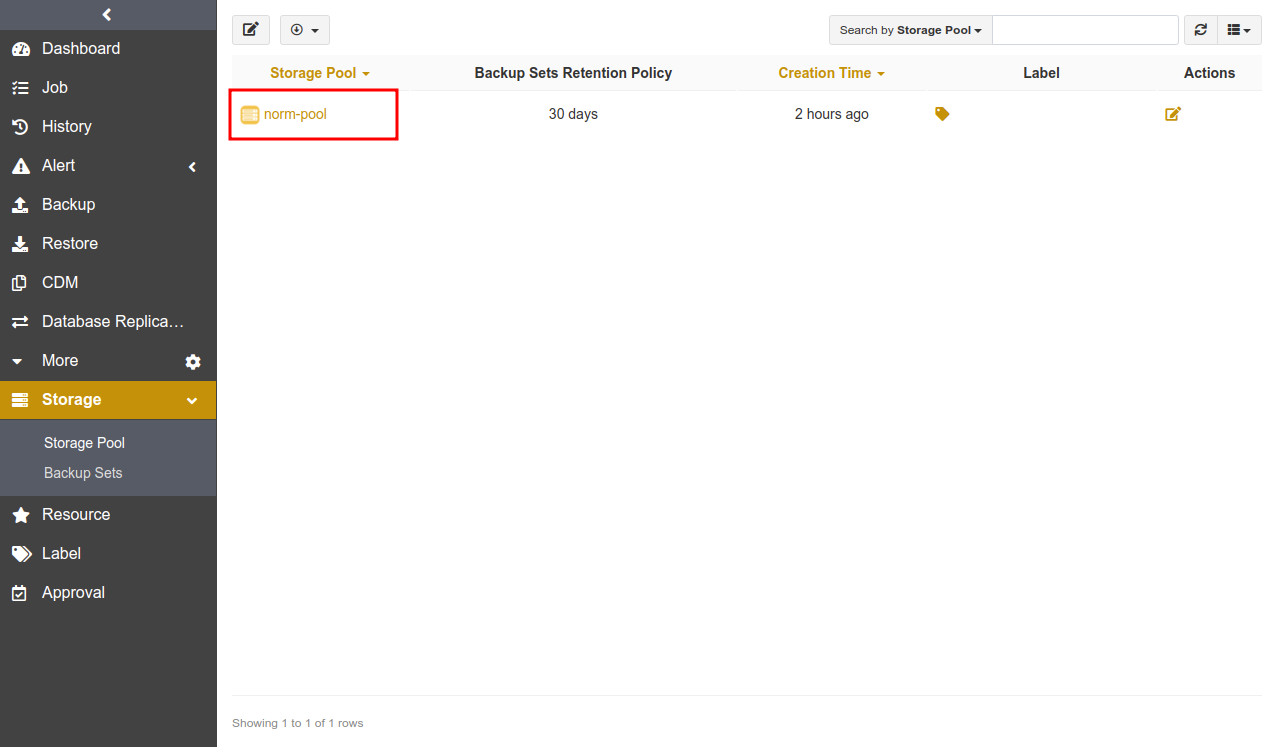 Dashboard
Job
History
Alert
Backup
Restore
CDM
Database Replica…
More
Storage
Storage Pool
Backup Sets
Resource
Label
Approval
Search by Storage Pool
Storage Pool Backup Sets Retention Policy Creation Time Label Actions
norm-pool 30 days 2 hours ago
Showing 1 to 1 of 1 rows